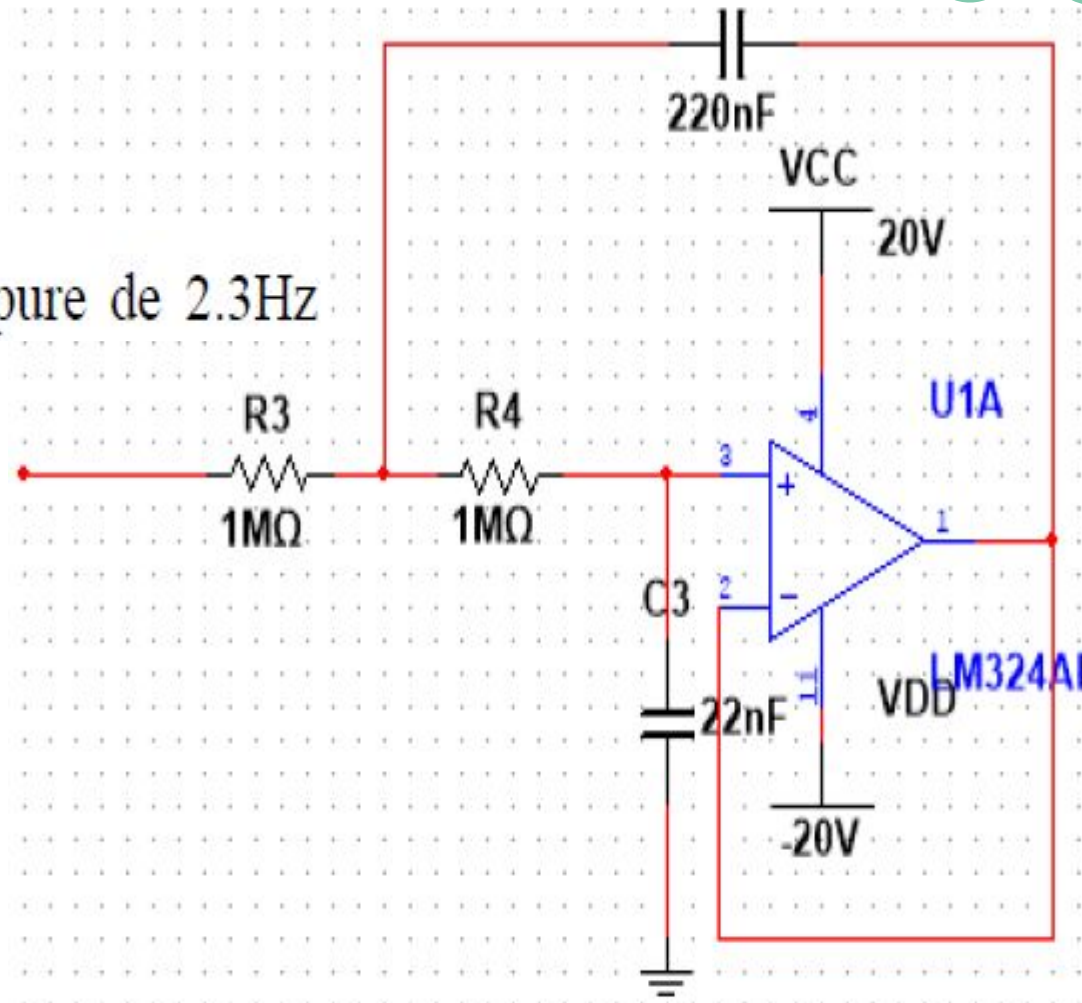 220nF
VCC
20V
pure de 2.3Hz
R3
R4
U1A
4
3
+
1MΩ
1MΩ
1
C3
2
-
11
VDD
LM324A
22nF
-20V